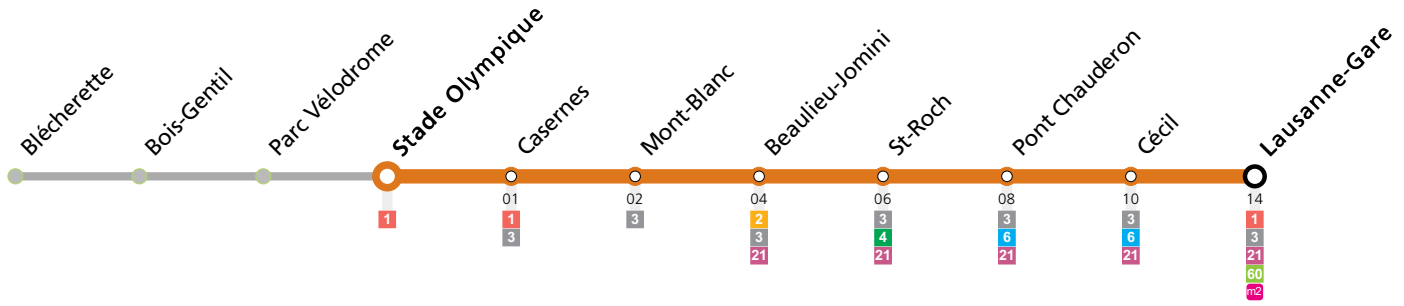 Blécherette
Bois-Gentil
Parc Vélodrome
Stade Olympique
Casernes
Mont-Blanc
Beaulieu-Jomini
St-Roch
Pont Chauderon
Cécil
Lausanne-Gare
01 02 04 06 08 10 14
1 1 3 2 3 3 3 1
3 3 4 6 6 3
21 21 21 21 21
60
m2